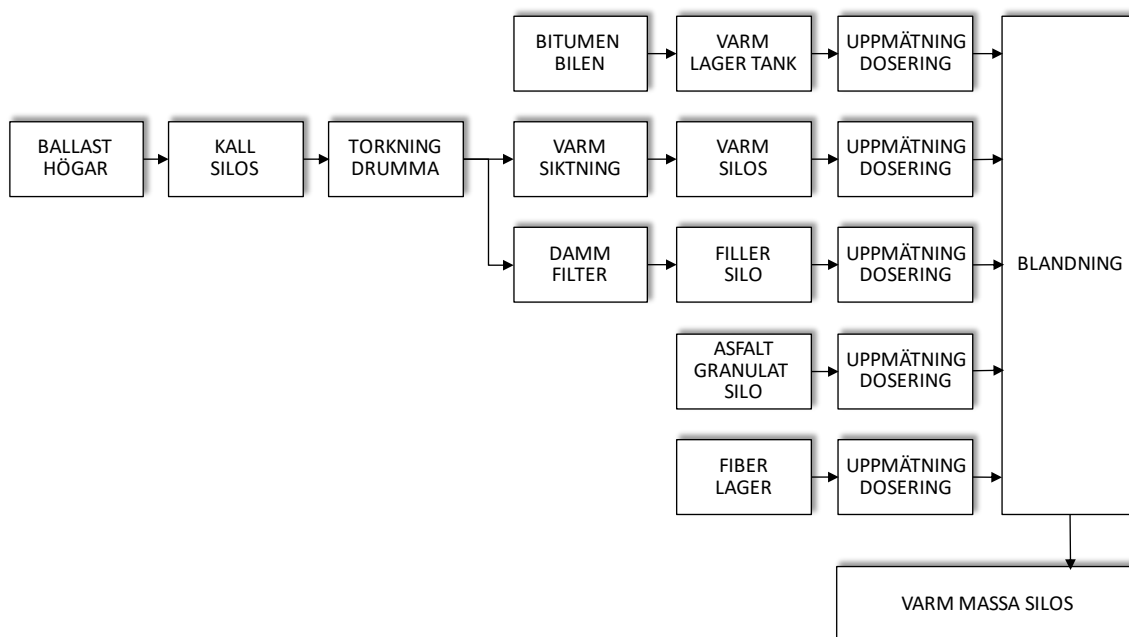 BITUMEN
BILEN
VARM
LAGER TANK
UPPMÄTNING
DOSERING
BALLAST
HÖGAR
KALL
SILOS
TORKNING
DRUMMA
VARM
SIKTNING
VARM
SILOS
UPPMÄTNING
DOSERING
DAMM
FILTER
FILLER
SILO
UPPMÄTNING
DOSERING
BLANDNING
ASFALT
GRANULAT
SILO
UPPMÄTNING
DOSERING
FIBER
LAGER
UPPMÄTNING
DOSERING
VARM MASSA SILOS